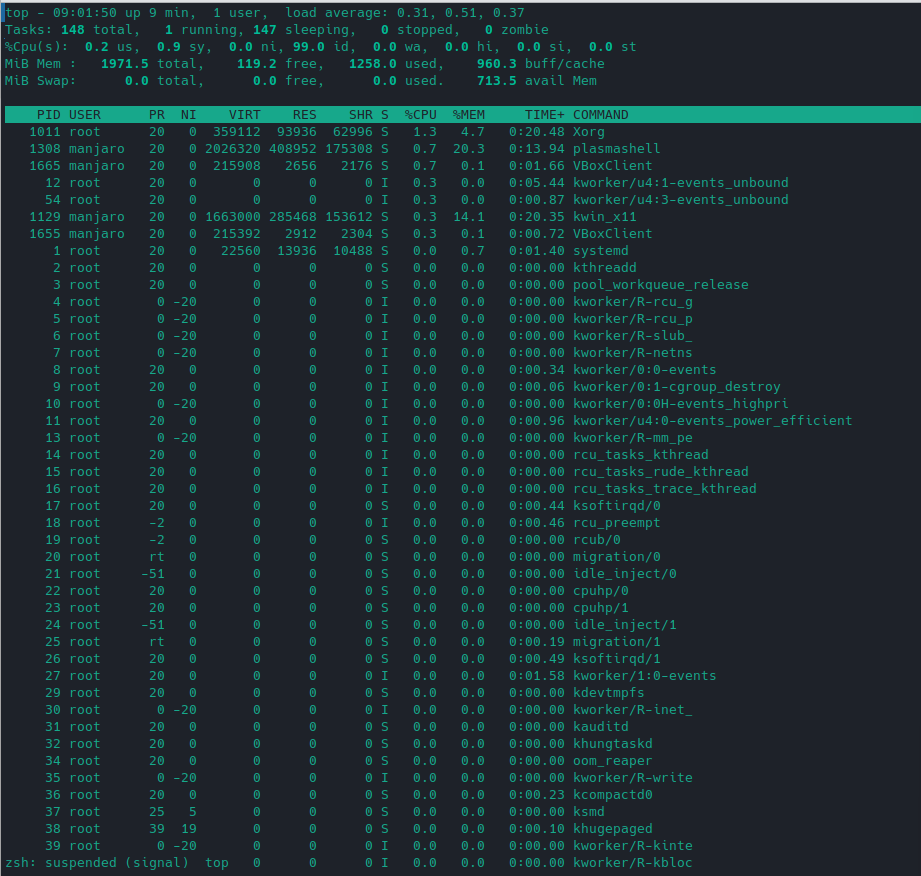 top - 09:01:50 up 9 min,  1 user,  load average: 0.31, 0.51, 0.37
Tasks: 148 total,   1 running, 147 sleeping,   0 stopped,   0 zombie
%Cpu(s):  0.2 us,  0.9 sy,  0.0 ni, 99.0 id,  0.0 wa,  0.0 hi,  0.0 si,  0.0 st
MiB Mem :   1971.5 total,    119.2 free,   1258.0 used,    960.3 buff/cache
MiB Swap:      0.0 total,      0.0 free,      0.0 used.    713.5 avail Mem
PID USER      PR  NI    VIRT    RES    SHR S  %CPU  %MEM     TIME+ COMMAND
1011 root      20   0  359112  93936  62996 S   1.3   4.7   0:20.48 Xorg
1308 manjaro   20   0 2026320 408952 175308 S   0.7  20.3   0:13.94 plasmashell
1665 manjaro   20   0  215908   2656   2176 S   0.7   0.1   0:01.66 VBoxClient
12 root      20   0       0      0      0 I   0.3   0.0   0:05.44 kworker/u4:1-events_unbound
54 root      20   0       0      0      0 I   0.3   0.0   0:00.87 kworker/u4:3-events_unbound
1129 manjaro   20   0 1663000 285468 153612 S   0.3  14.1   0:20.35 kwin_x11
1655 manjaro   20   0  215392   2912   2304 S   0.3   0.1   0:00.72 VBoxClient
1 root      20   0   22560  13936  10488 S   0.0   0.7   0:01.40 systemd
2 root      20   0       0      0      0 S   0.0   0.0   0:00.00 kthreadd
3 root      20   0       0      0      0 S   0.0   0.0   0:00.00 pool_workqueue_release
4 root       0 -20       0      0      0 I   0.0   0.0   0:00.00 kworker/R-rcu_g
5 root       0 -20       0      0      0 I   0.0   0.0   0:00.00 kworker/R-rcu_p
6 root       0 -20       0      0      0 I   0.0   0.0   0:00.00 kworker/R-slub_
7 root       0 -20       0      0      0 I   0.0   0.0   0:00.00 kworker/R-netns
8 root      20   0       0      0      0 I   0.0   0.0   0:00.34 kworker/0:0-events
9 root      20   0       0      0      0 I   0.0   0.0   0:00.06 kworker/0:1-cgroup_destroy
10 root       0 -20       0      0      0 I   0.0   0.0   0:00.00 kworker/0:0H-events_highpri
11 root      20   0       0      0      0 I   0.0   0.0   0:00.96 kworker/u4:0-events_power_efficient
13 root       0 -20       0      0      0 I   0.0   0.0   0:00.00 kworker/R-mm_pe
14 root      20   0       0      0      0 I   0.0   0.0   0:00.00 rcu_tasks_kthread
15 root      20   0       0      0      0 I   0.0   0.0   0:00.00 rcu_tasks_rude_kthread
16 root      20   0       0      0      0 I   0.0   0.0   0:00.00 rcu_tasks_trace_kthread
17 root      20   0       0      0      0 S   0.0   0.0   0:00.44 ksoftirqd/0
18 root      -2   0       0      0      0 I   0.0   0.0   0:00.46 rcu_preempt
19 root      -2   0       0      0      0 S   0.0   0.0   0:00.00 rcub/0
20 root      rt   0       0      0      0 S   0.0   0.0   0:00.00 migration/0
21 root     -51   0       0      0      0 S   0.0   0.0   0:00.00 idle_inject/0
22 root      20   0       0      0      0 S   0.0   0.0   0:00.00 cpuhp/0
23 root      20   0       0      0      0 S   0.0   0.0   0:00.00 cpuhp/1
24 root     -51   0       0      0      0 S   0.0   0.0   0:00.00 idle_inject/1
25 root      rt   0       0      0      0 S   0.0   0.0   0:00.19 migration/1
26 root      20   0       0      0      0 S   0.0   0.0   0:00.49 ksoftirqd/1
27 root      20   0       0      0      0 I   0.0   0.0   0:01.58 kworker/1:0-events
29 root      20   0       0      0      0 S   0.0   0.0   0:00.00 kdevtmpfs
30 root       0 -20       0      0      0 I   0.0   0.0   0:00.00 kworker/R-inet_
31 root      20   0       0      0      0 S   0.0   0.0   0:00.00 kauditd
32 root      20   0       0      0      0 S   0.0   0.0   0:00.00 khungtaskd
34 root      20   0       0      0      0 S   0.0   0.0   0:00.00 oom_reaper
35 root       0 -20       0      0      0 I   0.0   0.0   0:00.00 kworker/R-write
36 root      20   0       0      0      0 S   0.0   0.0   0:00.23 kcompactd0
37 root      25   5       0      0      0 S   0.0   0.0   0:00.00 ksmd
38 root      39  19       0      0      0 S   0.0   0.0   0:00.10 khugepaged
39 root       0 -20       0      0      0 I   0.0   0.0   0:00.00 kworker/R-kinte
zsh: suspended (signal)  top   0      0      0 I   0.0   0.0   0:00.00 kworker/R-kbloc